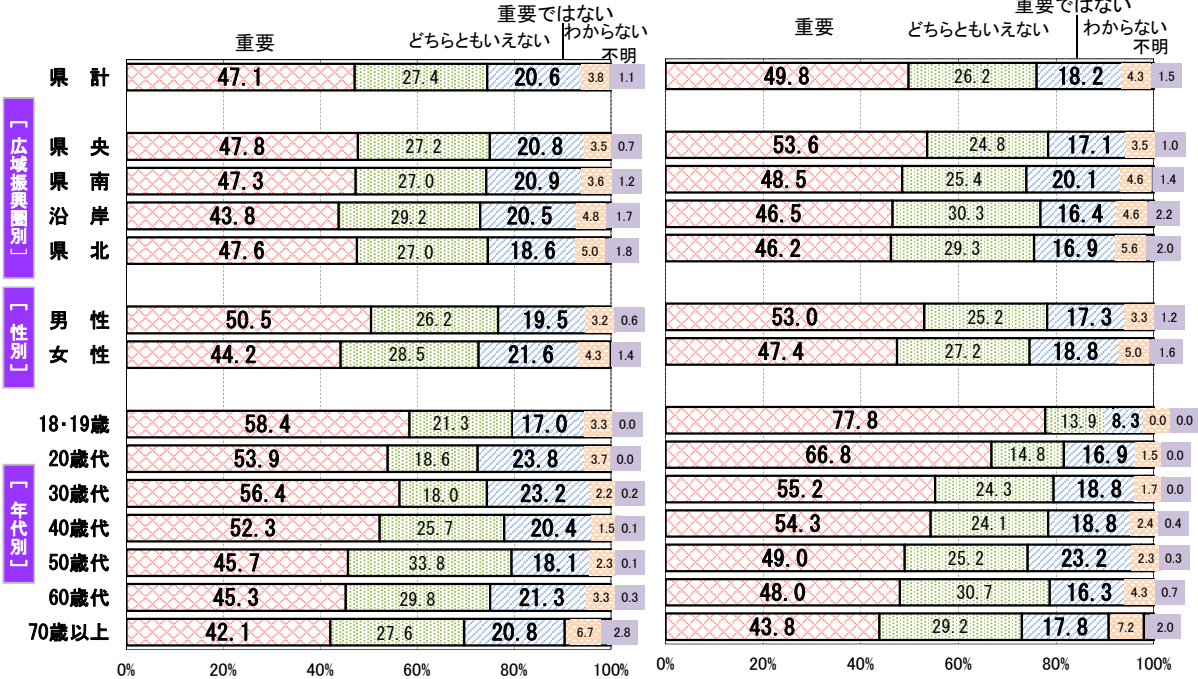 重要ではない 重要ではない
重要 どちらともいえない わからない 重要 どちらともいえない わからない
不明 不明
県 計 47.1 27.4 20.6 3.8 1.1 49.8 26.2 18.2 4.3 1.5
[広域振興圏別]
県 央 47.8 27.2 20.8 3.5 0.7 53.6 24.8 17.1 3.5 1.0
県 南 47.3 27.0 20.9 3.6 1.2 48.5 25.4 20.1 4.6 1.4
沿 岸 43.8 29.2 20.5 4.8 1.7 46.5 30.3 16.4 4.6 2.2
県 北 47.6 27.0 18.6 5.0 1.8 46.2 29.3 16.9 5.6 2.0
[性別]
男 性 50.5 26.2 19.5 3.2 0.6 53.0 25.2 17.3 3.3 1.2
女 性 44.2 28.5 21.6 4.3 1.4 47.4 27.2 18.8 5.0 1.6
[年代別]
18・19歳 58.4 21.3 17.0 3.3 0.0 77.8 13.9 8.3 0.0 0.0
20歳代 53.9 18.6 23.8 3.7 0.0 66.8 14.8 16.9 1.5 0.0
30歳代 56.4 18.0 23.2 2.2 0.2 55.2 24.3 18.8 1.7 0.0
40歳代 52.3 25.7 20.4 1.5 0.1 54.3 24.1 18.8 2.4 0.4
50歳代 45.7 33.8 18.1 2.3 0.1 49.0 25.2 23.2 2.3 0.3
60歳代 45.3 29.8 21.3 3.3 0.3 48.0 30.7 16.3 4.3 0.7
70歳以上 42.1 27.6 20.8 6.7 2.8 43.8 29.2 17.8 7.2 2.0
0% 20% 40% 60% 80% 100% 0% 20% 40% 60% 80% 100%